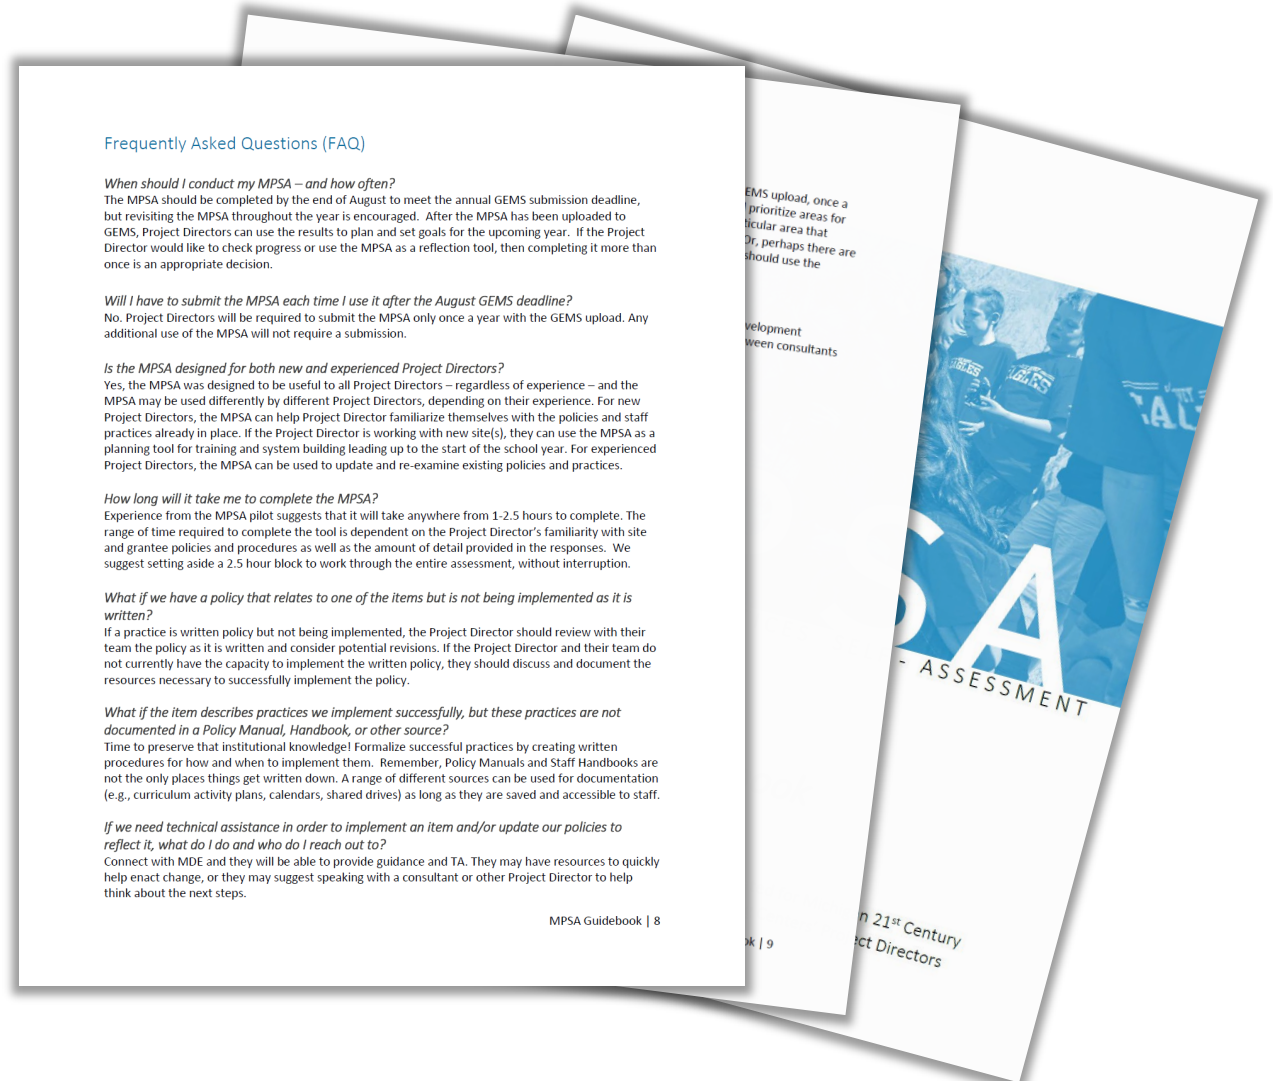 Frequently Asked Questions (FAQ)
When should I conduct my MPSA – and how often?
The MPSA should be completed by the end of August to meet the annual GEMS submission deadline,
but revisiting the MPSA throughout the year is encouraged.  After the MPSA has been uploaded to
GEMS, Project Directors can use the results to plan and set goals for the upcoming year.  If the Project
Director would like to check progress or use the MPSA as a reflection tool, then completing it more than
once is an appropriate decision.
Will I have to submit the MPSA each time I use it after the August GEMS deadline?
No. Project Directors will be required to submit the MPSA only once a year with the GEMS upload. Any
additional use of the MPSA will not require a submission.
Is the MPSA designed for both new and experienced Project Directors?
Yes, the MPSA was designed to be useful to all Project Directors – regardless of experience – and the
MPSA may be used differently by different Project Directors, depending on their experience. For new
Project Directors, the MPSA can help Project Director familiarize themselves with the policies and staff
practices already in place. If the Project Director is working with new site(s), they can use the MPSA as a
planning tool for training and system building leading up to the start of the school year. For experienced
Project Directors, the MPSA can be used to update and re-examine existing policies and practices.
How long will it take me to complete the MPSA?
Experience from the MPSA pilot suggests that it will take anywhere from 1-2.5 hours to complete. The
range of time required to complete the tool is dependent on the Project Director’s familiarity with site
and grantee policies and procedures as well as the amount of detail provided in the responses.  We
suggest setting aside a 2.5 hour block to work through the entire assessment, without interruption.
What if we have a policy that relates to one of the items but is not being implemented as it is
written?
If a practice is written policy but not being implemented, the Project Director should review with their
team the policy as it is written and consider potential revisions. If the Project Director and their team do
not currently have the capacity to implement the written policy, they should discuss and document the
resources necessary to successfully implement the policy.
What if the item describes practices we implement successfully, but these practices are not
documented in a Policy Manual, Handbook, or other source?
Time to preserve that institutional knowledge! Formalize successful practices by creating written
procedures for how and when to implement them.  Remember, Policy Manuals and Staff Handbooks are
not the only places things get written down. A range of different sources can be used for documentation
(e.g., curriculum activity plans, calendars, shared drives) as long as they are saved and accessible to staff.
If we need technical assistance in order to implement an item and/or update our policies to
reflect it, what do I do and who do I reach out to?
Connect with MDE and they will be able to provide guidance and TA. They may have resources to quickly
help enact change, or they may suggest speaking with a consultant or other Project Director to help
think about the next steps.
MPSA Guidebook | 8
EMS upload, once a
prioritize areas for
ticular area that
Or, perhaps there are
should use the
velopment
ween consultants
ok | 9
SA
- ASSESSMENT
n 21st Century
ect Directors